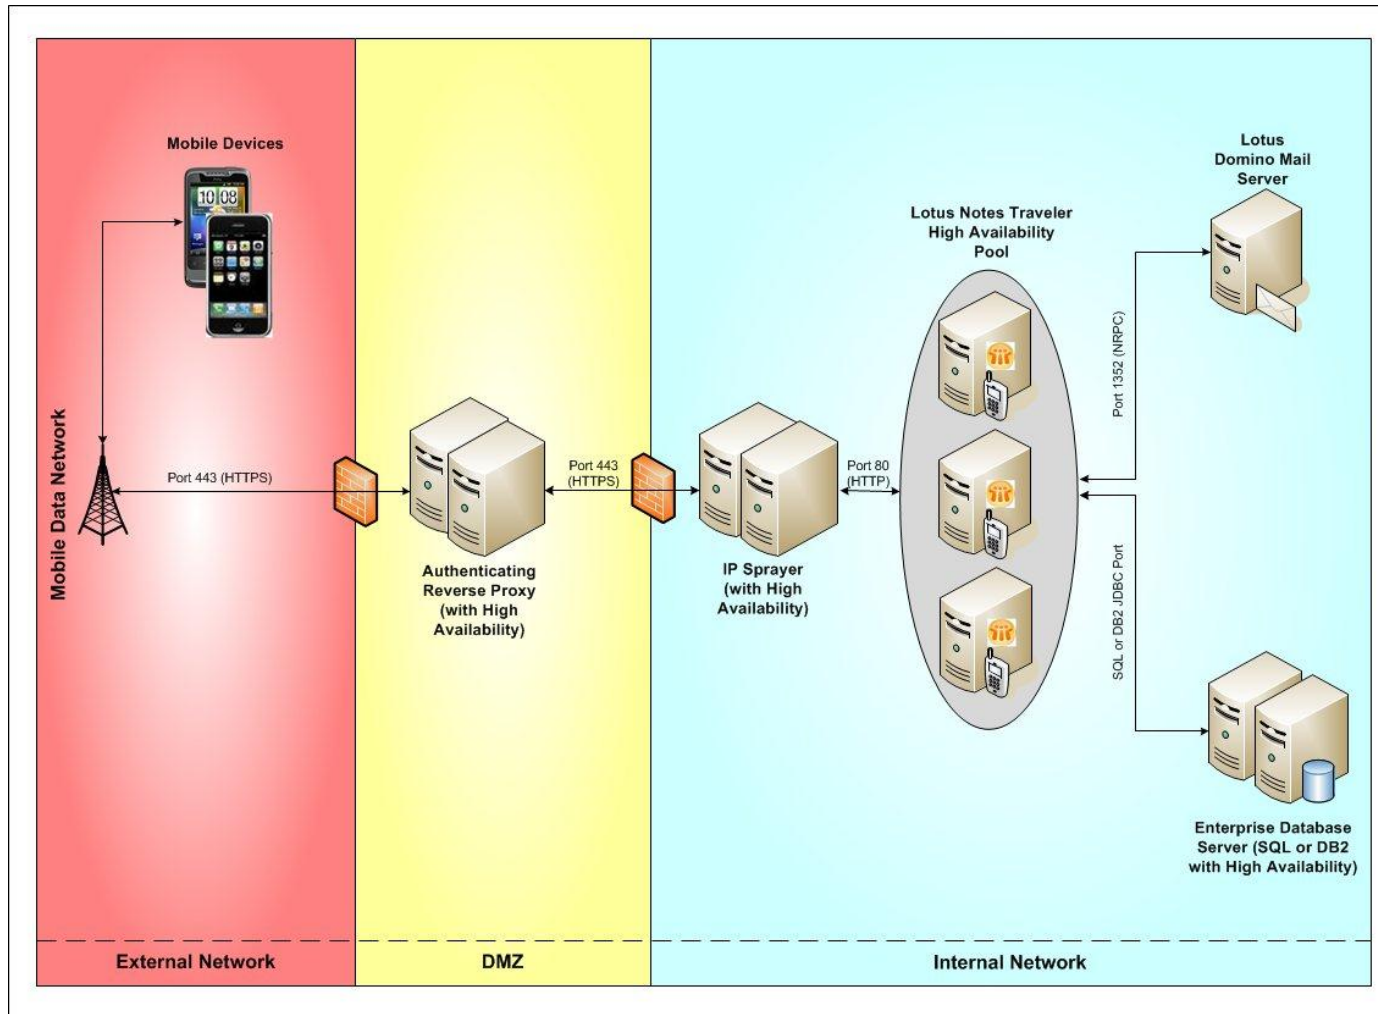 Mobile Devices
10 08
Mobile Data Network
Port 443 (HTTPS)
Authenticating
Reverse Proxy
(with High
Availability)
Port 443
(HTTPS)
IP Sprayer
(with High
Availability)
Port 80
(HTTP)
Lotus Notes Traveler
High Availability
Pool
Port 1352 (NRPC)
SQL or DB2 JDBC Port
Lotus
Domino Mail
Server
Enterprise Database
Server (SQL or DB2
with High Availability)
External Network
DMZ
Internal Network